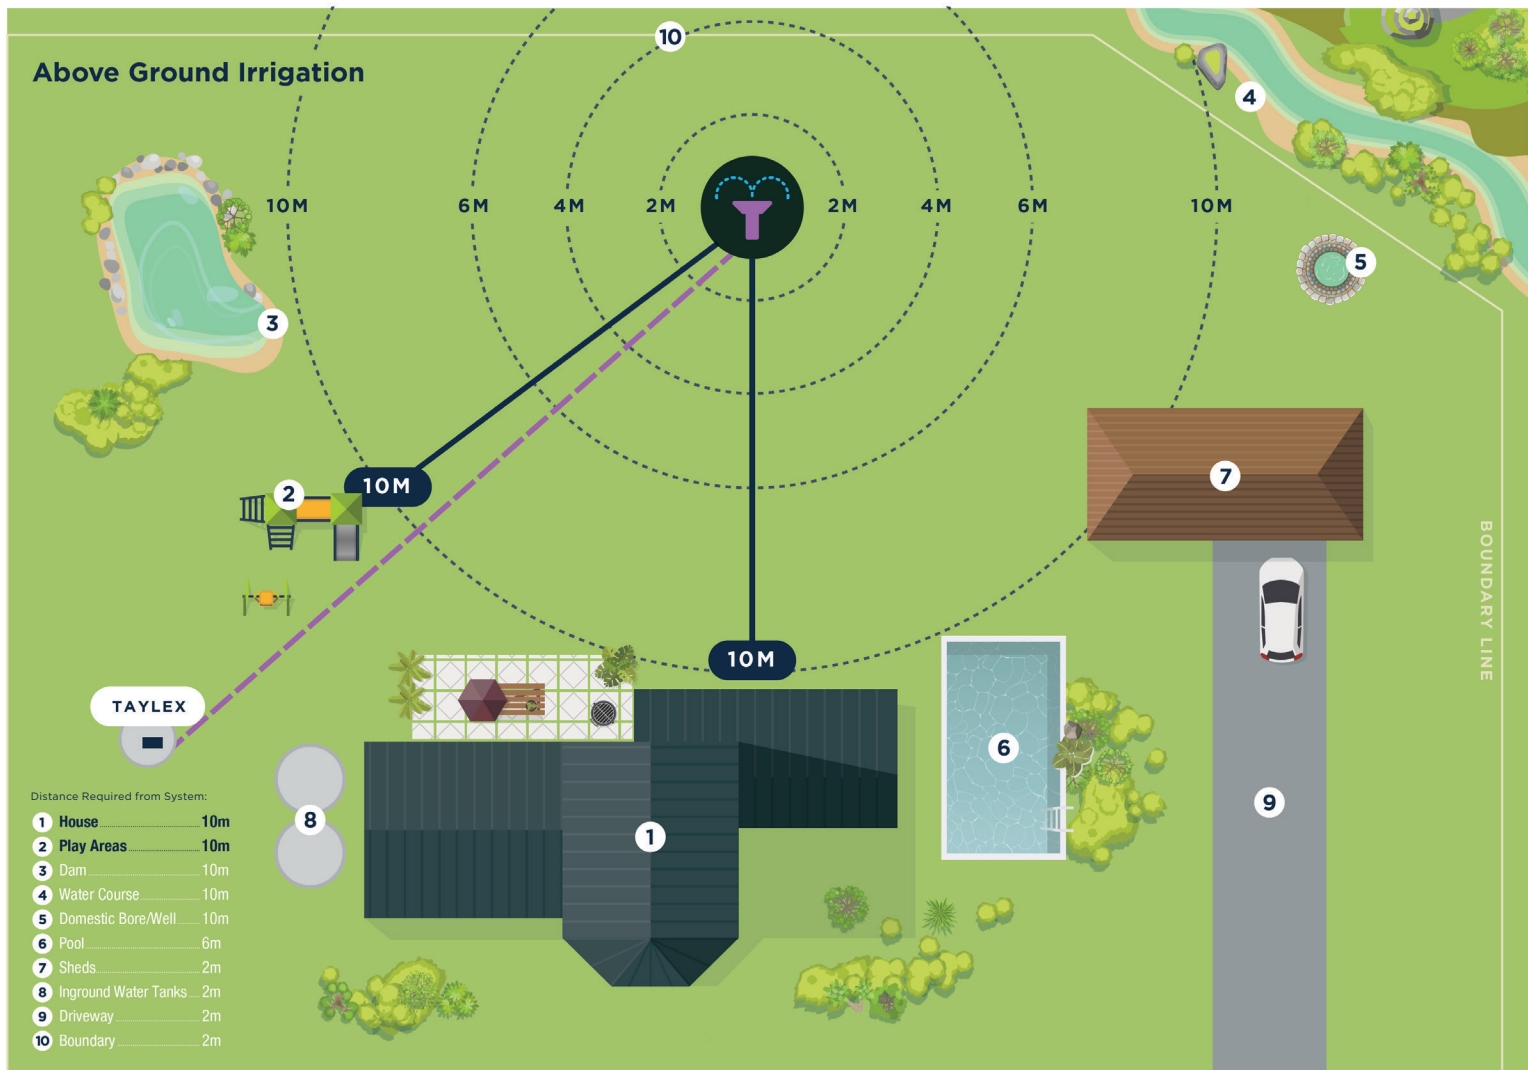 10
Above Ground Irrigation
4
10M 6M 4M 2M 2M 4M 6M 10M
5
3
7
2
10M
BOUNDARY LINE
10M
TAYLEX
6
9
8
1
Distance Required from System:
1 House 10m
2 Play Areas 10m
3 Dam 10m
4 Water Course 10m
5 Domestic Bore/Well 10m
6 Pool 6m
7 Sheds 2m
8 Inground Water Tanks 2m
9 Driveway 2m
10 Boundary 2m